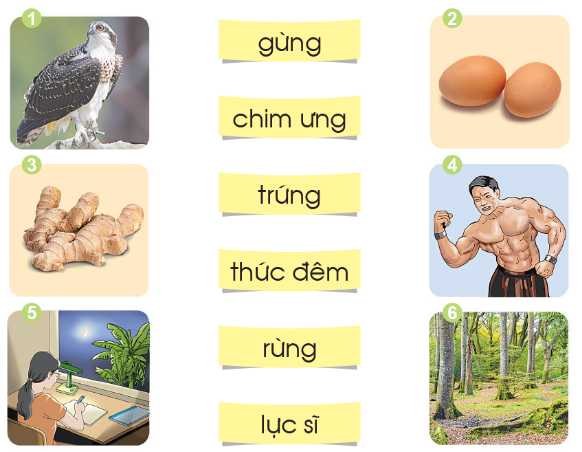 1
gừng
2
chim ưng
3
trứng
4
thức đêm
5
rừng
6
lực sĩ